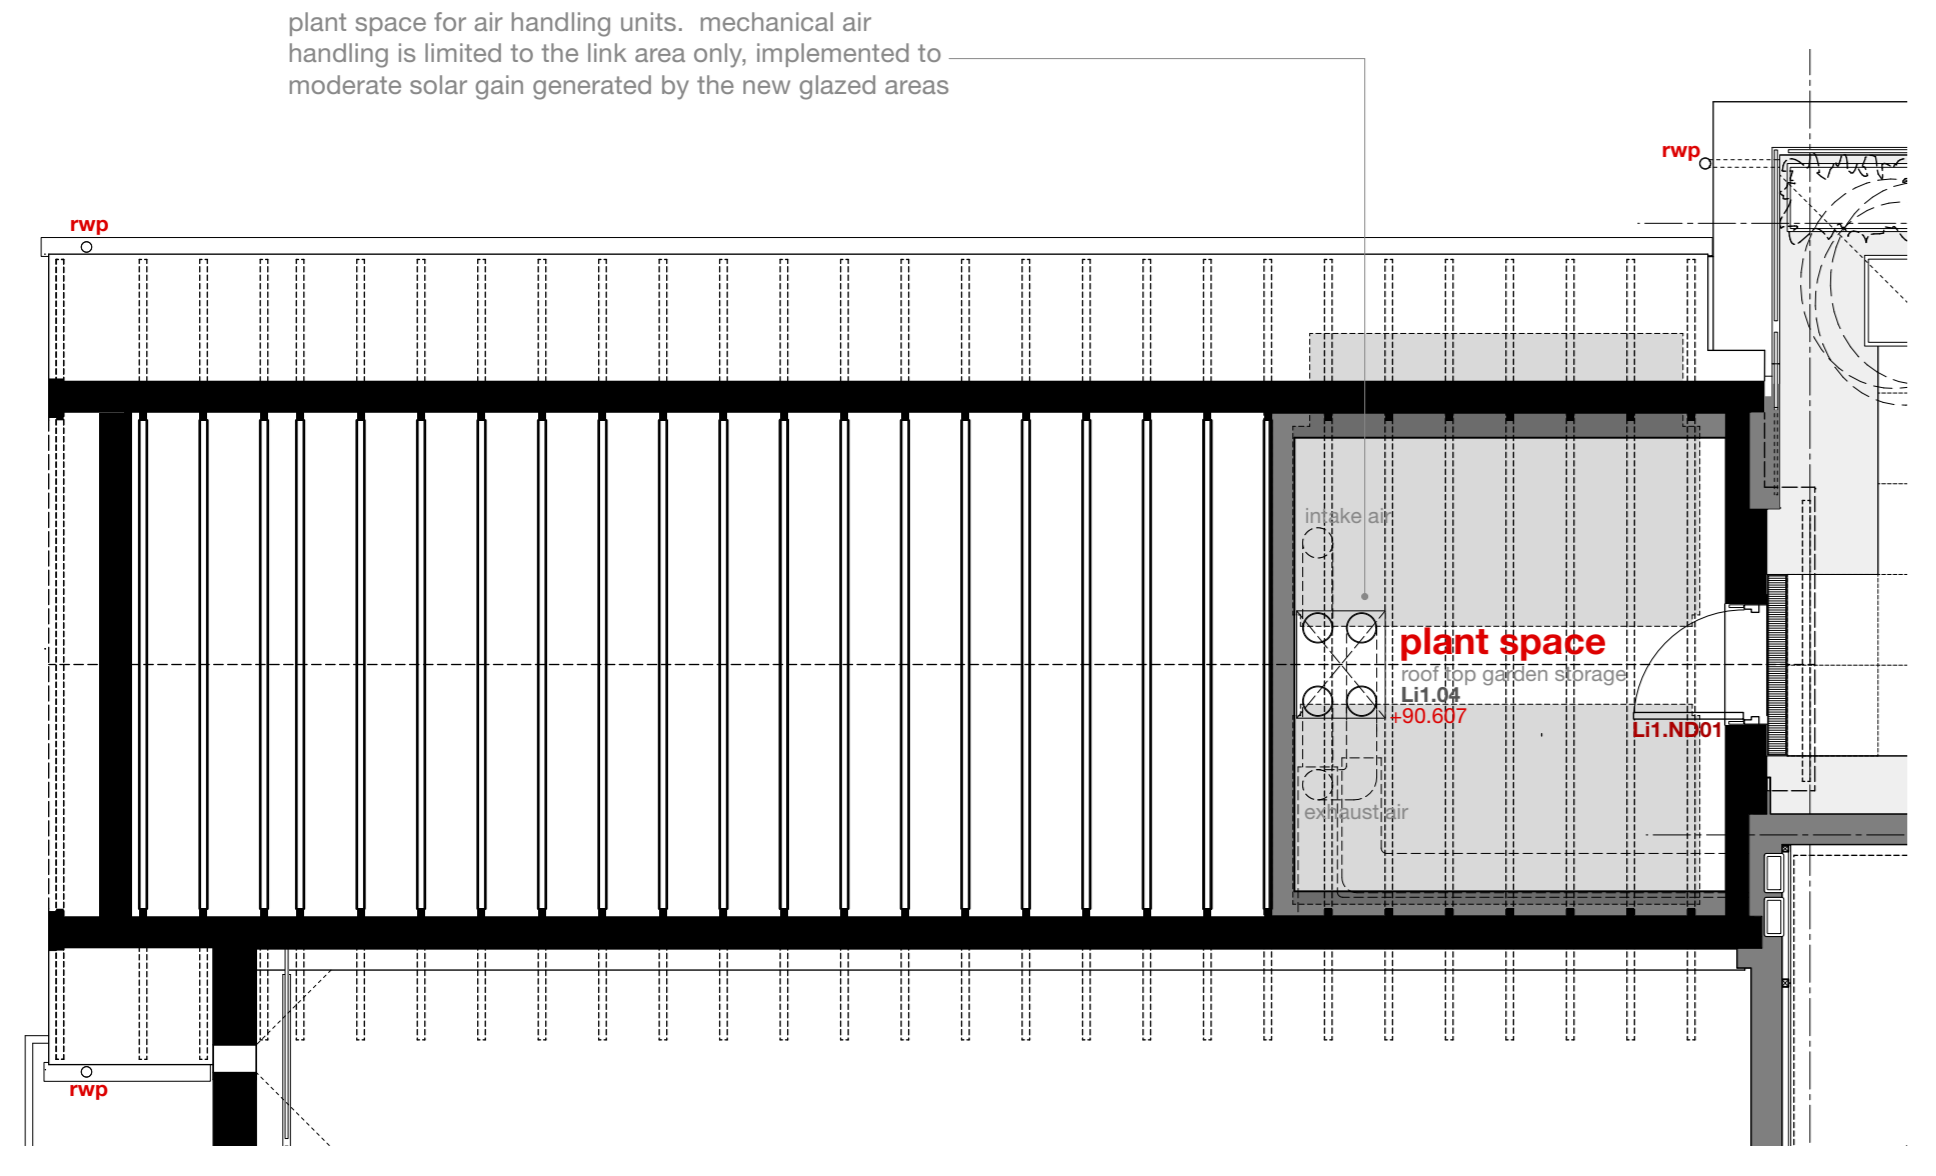 plant space for air handling units.  mechanical air
handling is limited to the link area only, implemented to
moderate solar gain generated by the new glazed areas
rwp
rwp
intake air
plant space
roof top garden storage
Li1.04
+90.607
Li1.ND01
exhaust air
rwp